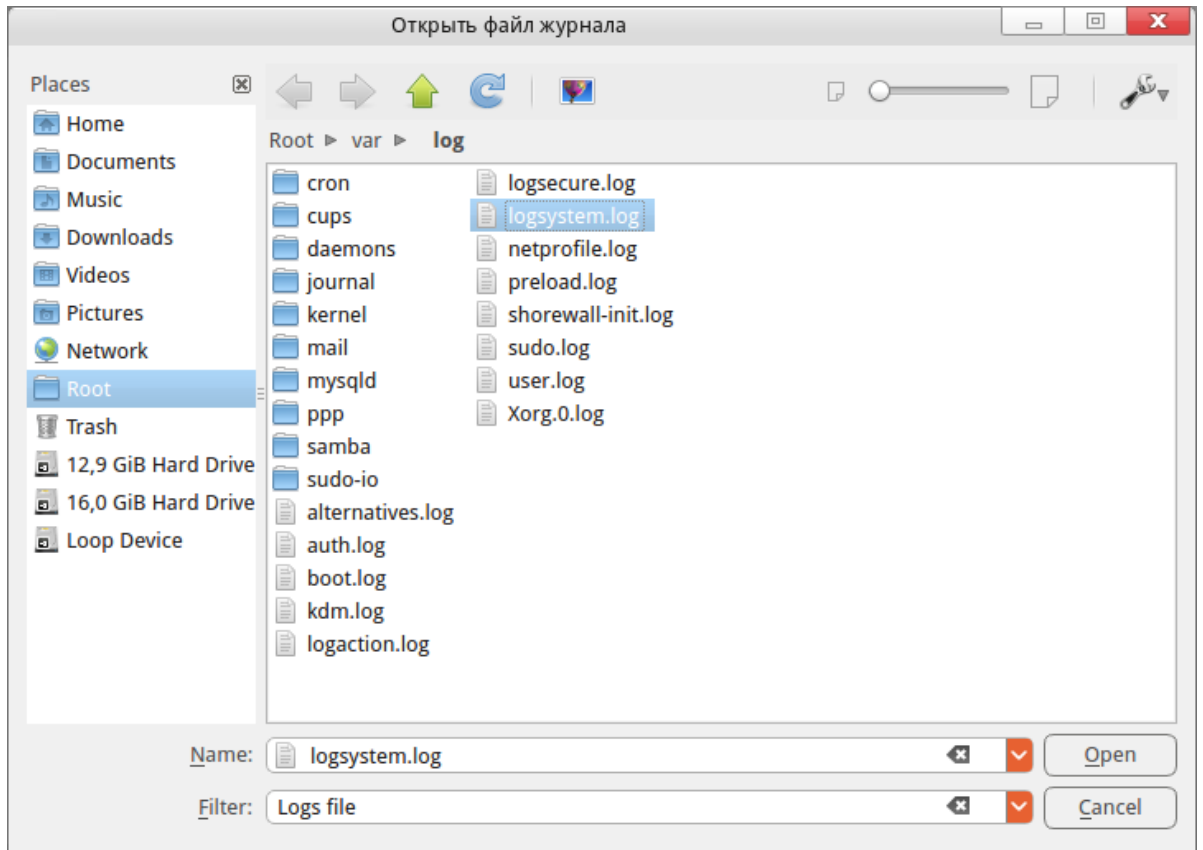 Открыть файл журнала
Places
Home
Documents
Music
Downloads
Videos
Pictures
Network
Root
Trash
12,9 GiB Hard Drive
16,0 GiB Hard Drive
Loop Device
Root var log
cron
cups
daemons
journal
kernel
mail
mysqld
ppp
samba
sudo-io
alternatives.log
auth.log
boot.log
kdm.log
logaction.log
logsecure.log
logsystem.log
netprofile.log
preload.log
shorewall-init.log
sudo.log
user.log
Xorg.0.log
Name: logsystem.log Open
Filter: Logs file Cancel